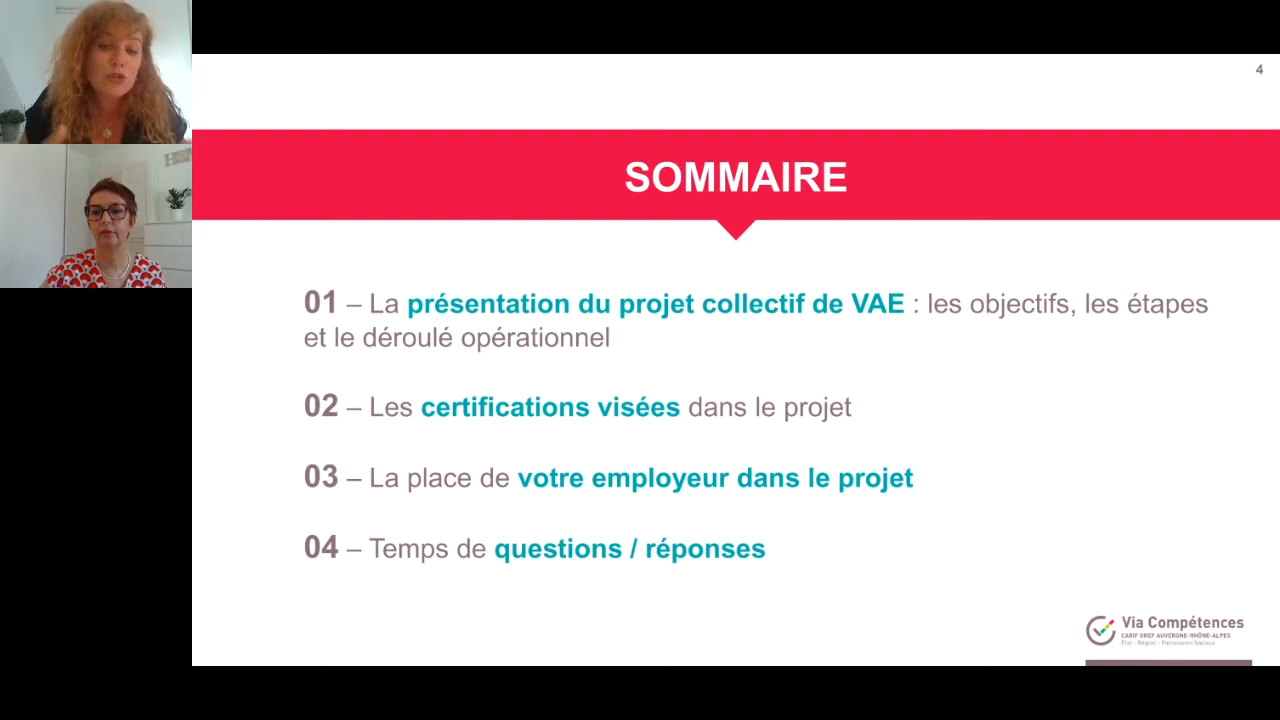 4
SOMMAIRE
01 – La présentation du projet collectif de VAE : les objectifs, les étapes
et le déroulé opérationnel
02 – Les certifications visées dans le projet
03 – La place de votre employeur dans le projet
04 – Temps de questions / réponses
Via Compétences
CARIF OREF AUVERGNE-RHÔNE-ALPES
État - Région - Partenaires Sociaux